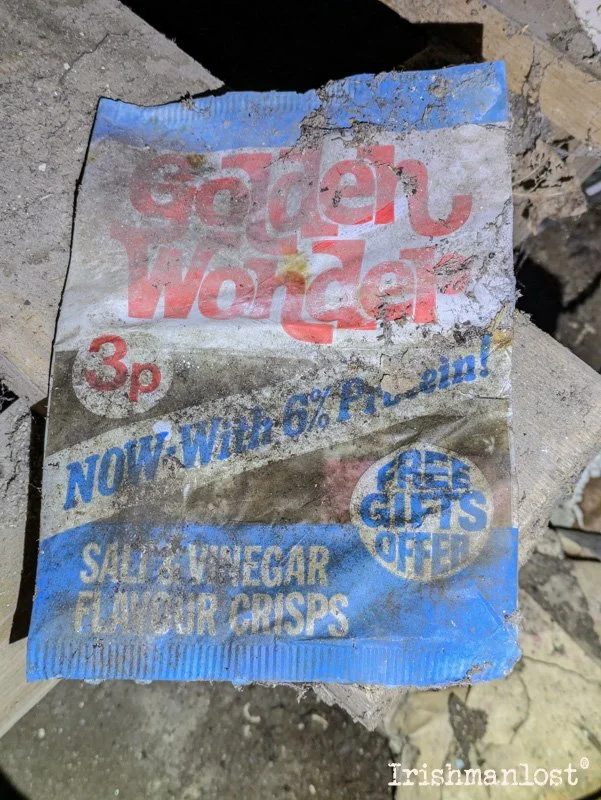 Golden
Wonder
3p
NOW-With 6% Protein!
FREE
GIFTS
OFFER
SALT & VINEGAR
FLAVOUR CRISPS
Irishmanlost®